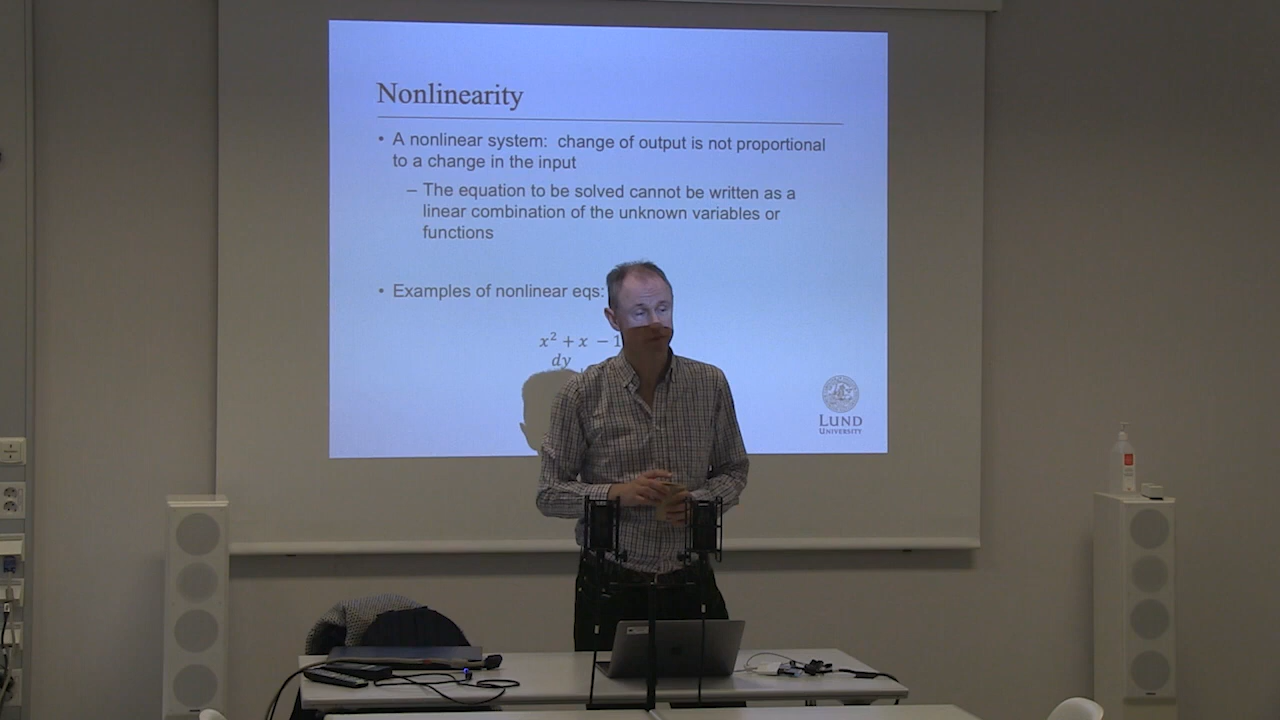 Nonlinearity
• A nonlinear system: change of output is not proportional
to a change in the input
– The equation to be solved cannot be written as a
linear combination of the unknown variables or
functions
• Examples of nonlinear eqs:
x² + x − 1
dy
LUND
UNIVERSITY